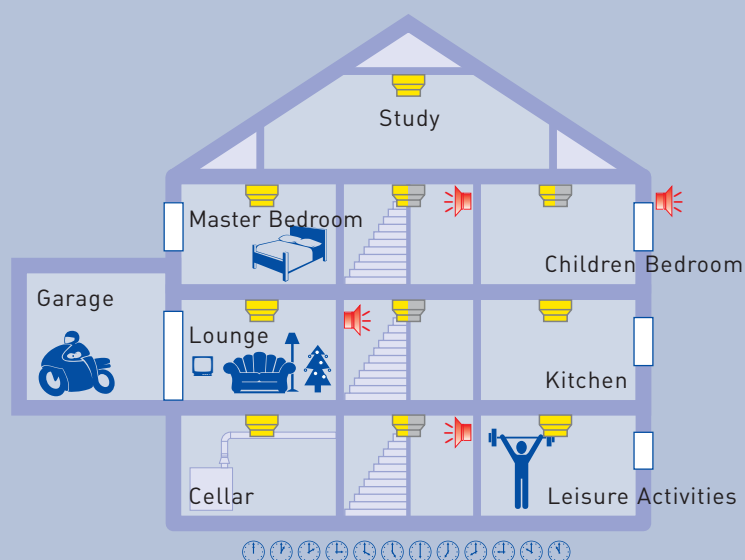 Study
Master Bedroom
Children Bedroom
Garage
Lounge
Kitchen
Cellar
Leisure Activities